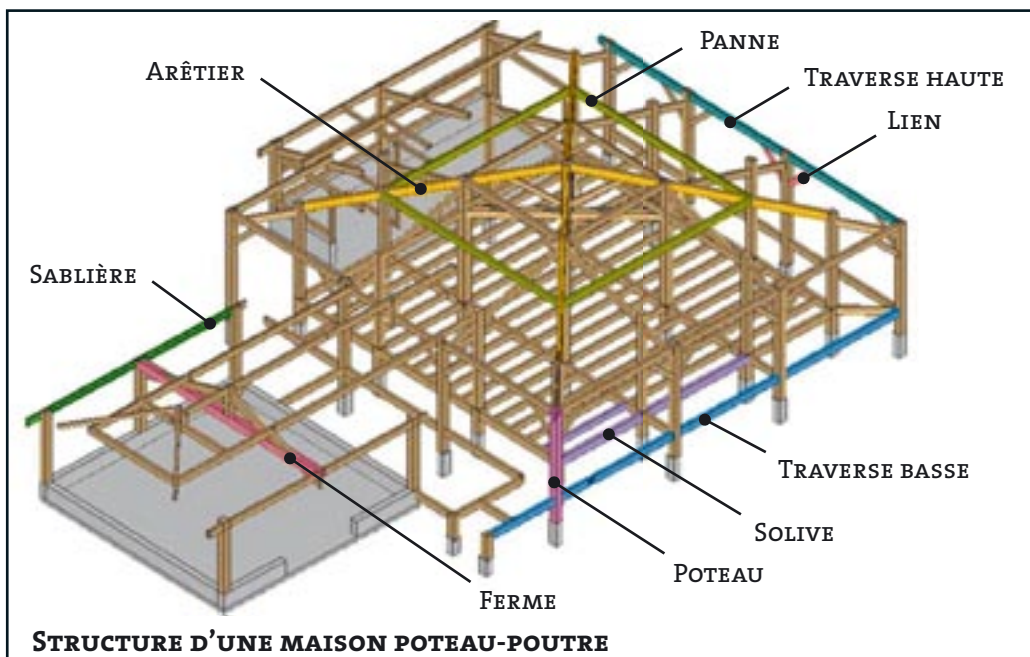 Panne
Arêtier
Traverse haute
Lien
Sablière
Traverse basse
Solive
Poteau
Ferme
Structure d'une maison poteau-poutre